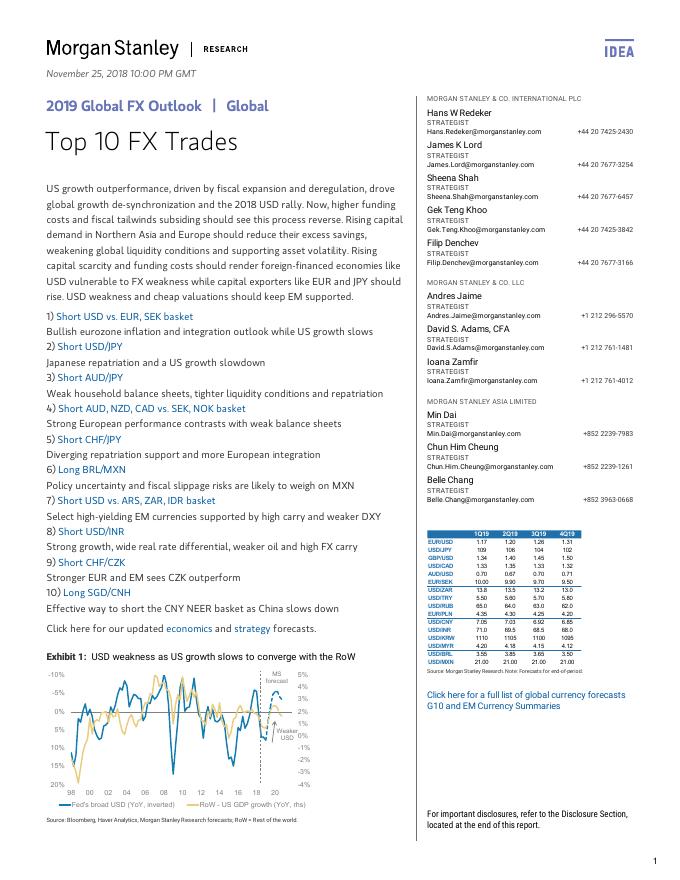 Morgan Stanley | RESEARCH
IDEA
November 25, 2018 10:00 PM GMT
2019 Global FX Outlook | Global
Top 10 FX Trades
US growth outperformance, driven by fiscal expansion and deregulation, drove
global growth de-synchronization and the 2018 USD rally. Now, higher funding
costs and fiscal tailwinds subsiding should see this process reverse. Rising capital
demand in Northern Asia and Europe should reduce their excess savings,
weakening global liquidity conditions and supporting asset volatility. Rising
capital scarcity and funding costs should render foreign-financed economies like
USD vulnerable to FX weakness while capital exporters like EUR and JPY should
rise. USD weakness and cheap valuations should keep EM supported.
1) Short USD vs. EUR, SEK basket
Bullish eurozone inflation and integration outlook while US growth slows
2) Short USD/JPY
Japanese repatriation and a US growth slowdown
3) Short AUD/JPY
Weak household balance sheets, tighter liquidity conditions and repatriation
4) Short AUD, NZD, CAD vs. SEK, NOK basket
Strong European performance contrasts with weak balance sheets
5) Short CHF/JPY
Diverging repatriation support and more European integration
6) Long BRL/MXN
Policy uncertainty and fiscal slippage risks are likely to weigh on MXN
7) Short USD vs. ARS, ZAR, IDR basket
Select high-yielding EM currencies supported by high carry and weaker DXY
8) Short USD/INR
Strong growth, wide real rate differential, weaker oil and high FX carry
9) Short CHF/CZK
Stronger EUR and EM sees CZK outperform
10) Long SGD/CNH
Effective way to short the CNY NEER basket as China slows down
Click here for our updated economics and strategy forecasts.
Exhibit 1: USD weakness as US growth slows to converge with the RoW
-10%
-5%
0%
5%
10%
15%
20%
5%
4%
3%
2%
1%
0%
-1%
-2%
-3%
-4%
MS
forecast
Weaker
USD
98 00 02 04 06 08 10 12 14 16 18 20
Fed's broad USD (YoY, inverted) RoW - US GDP growth (YoY, rhs)
Source: Bloomberg, Haver Analytics, Morgan Stanley Research forecasts; RoW = Rest of the world.
MORGAN STANLEY & CO. INTERNATIONAL PLC
Hans W Redeker
STRATEGIST
Hans.Redeker@morganstanley.com +44 20 7425-2430
James K Lord
STRATEGIST
James.Lord@morganstanley.com +44 20 7677-3254
Sheena Shah
STRATEGIST
Sheena.Shah@morganstanley.com +44 20 7677-6457
Gek Teng Khoo
STRATEGIST
Gek.Teng.Khoo@morganstanley.com +44 20 7425-3842
Filip Denchev
STRATEGIST
Filip.Denchev@morganstanley.com +44 20 7677-3166
MORGAN STANLEY & CO. LLC
Andres Jaime
STRATEGIST
Andres.Jaime@morganstanley.com +1 212 296-5570
David S. Adams, CFA
STRATEGIST
David.S.Adams@morganstanley.com +1 212 761-1481
Ioana Zamfir
STRATEGIST
Ioana.Zamfir@morganstanley.com +1 212 761-4012
MORGAN STANLEY ASIA LIMITED
Min Dai
STRATEGIST
Min.Dai@morganstanley.com +852 2239-7983
Chun Him Cheung
STRATEGIST
Chun.Him.Cheung@morganstanley.com +852 2239-1261
Belle Chang
STRATEGIST
Belle.Chang@morganstanley.com +852 3963-0668
1Q19 2Q19 3Q19 4Q19
EUR/USD 1.17 1.20 1.26 1.31
USD/JPY 109 106 104 102
GBP/USD 1.34 1.40 1.45 1.50
USD/CAD 1.33 1.35 1.33 1.32
AUD/USD 0.70 0.67 0.70 0.71
EUR/SEK 10.00 9.90 9.70 9.50
USD/ZAR 13.8 13.5 13.2 13.0
USD/TRY 5.50 5.60 5.70 5.80
USD/RUB 65.0 64.0 63.0 62.0
EUR/PLN 4.35 4.30 4.25 4.20
USD/CNY 7.05 7.03 6.92 6.85
USD/INR 71.0 69.5 68.5 68.0
USD/KRW 1110 1105 1100 1095
USD/MYR 4.20 4.18 4.15 4.12
USD/BRL 3.55 3.85 3.65 3.50
USD/MXN 21.00 21.00 21.00 21.00
Source: Morgan Stanley Research. Note: Forecasts for end-of-period.
Click here for a full list of global currency forecasts
G10 and EM Currency Summaries
For important disclosures, refer to the Disclosure Section,
located at the end of this report.
1